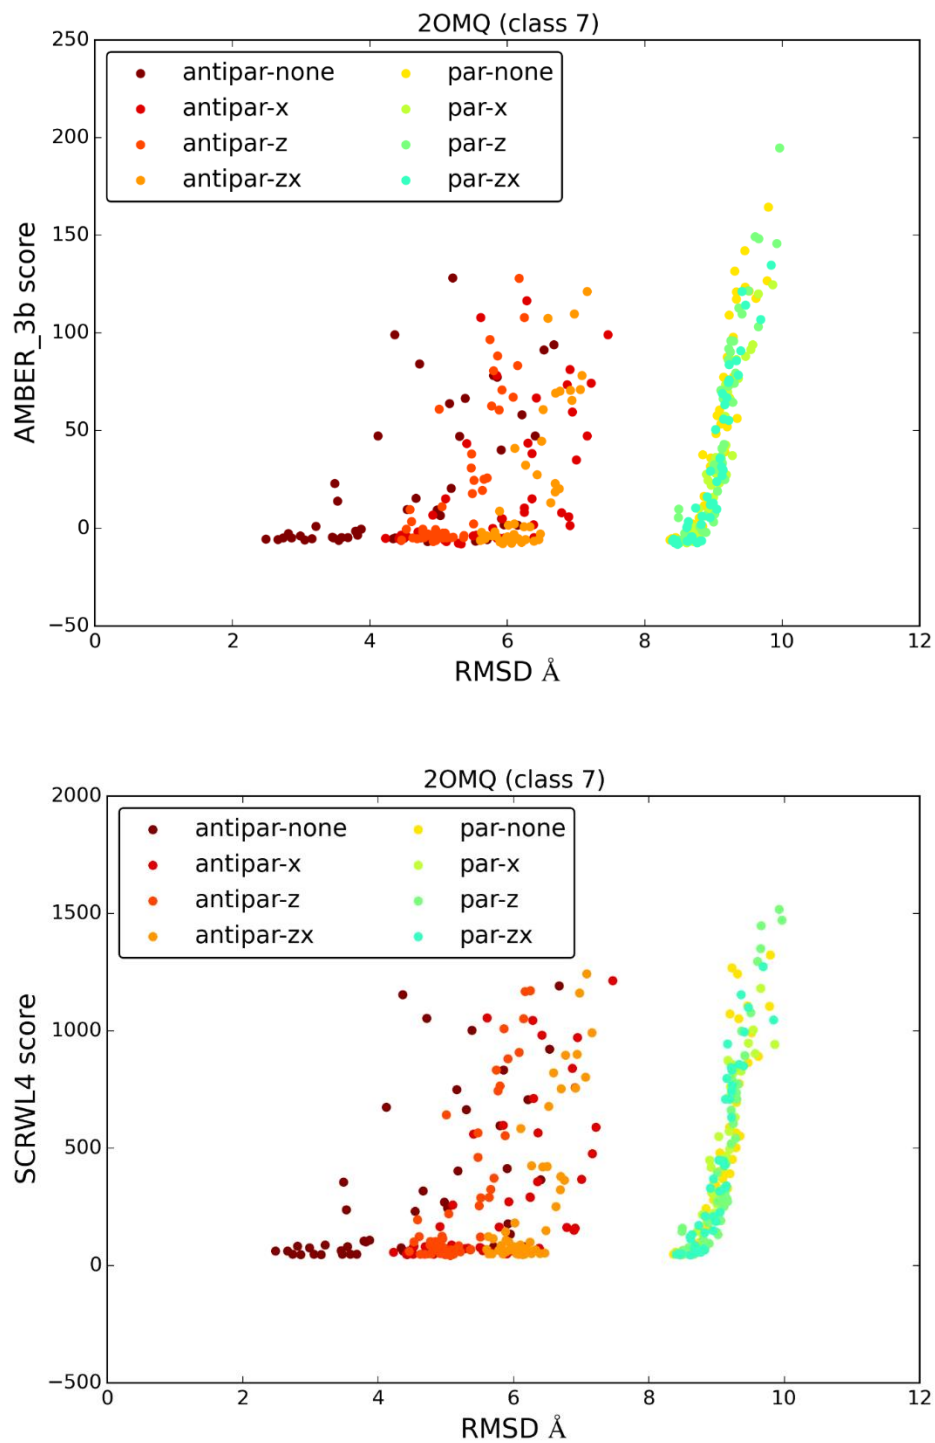 2OMQ (class 7)
250
antipar-none par-none
antipar-x par-x
200
antipar-z par-z
antipar-zx par-zx
150
AMBER_3b score
100
50
0
−50
0 2 4 6 8 10 12
RMSD Å
2OMQ (class 7)
2000
antipar-none par-none
antipar-x par-x
1500
antipar-z par-z
antipar-zx par-zx
1000
SCRWL4 score
500
0
−500
0 2 4 6 8 10 12
RMSD Å